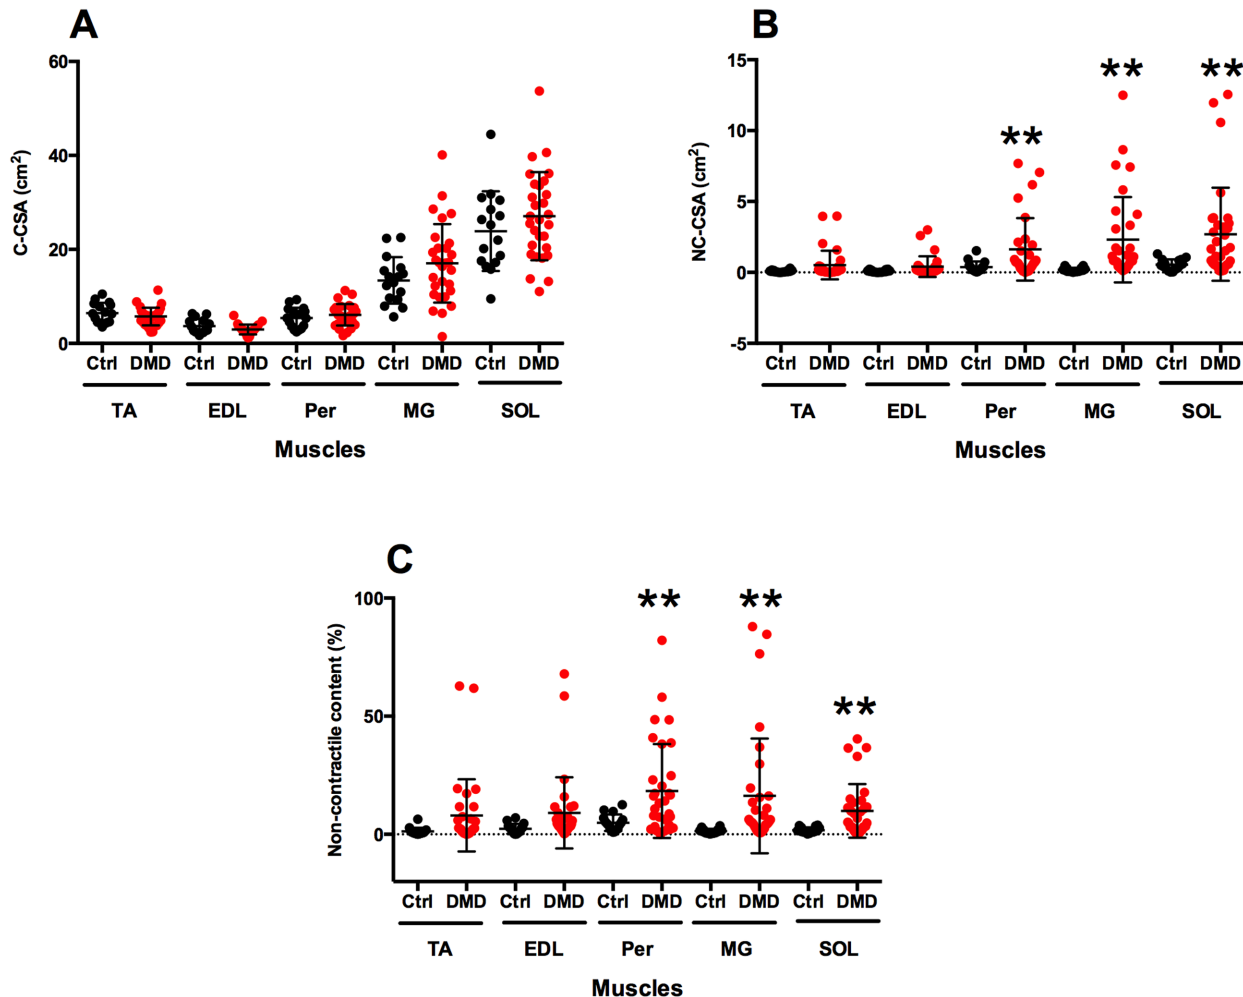 A
C-CSA (cm²)
60
40
20
0
Ctrl DMD Ctrl DMD Ctrl DMD Ctrl DMD Ctrl DMD
TA EDL Per MG SOL
Muscles
B
NC-CSA (cm²)
15
** **
10
**
5
0
-5
Ctrl DMD Ctrl DMD Ctrl DMD Ctrl DMD Ctrl DMD
TA EDL Per MG SOL
Muscles
C
Non-contractile content (%)
100
** **
**
50
0
Ctrl DMD Ctrl DMD Ctrl DMD Ctrl DMD Ctrl DMD
TA EDL Per MG SOL
Muscles